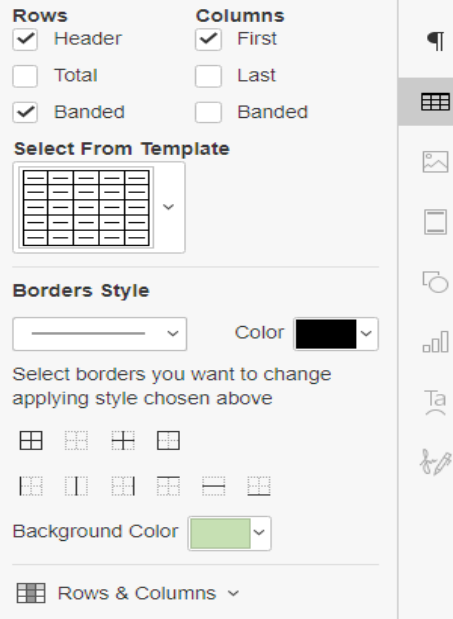 Rows Columns
Header First
Total Last
Banded Banded
Select From Template
Borders Style
Color
Select borders you want to change
applying style chosen above
Background Color
Rows & Columns
Ta